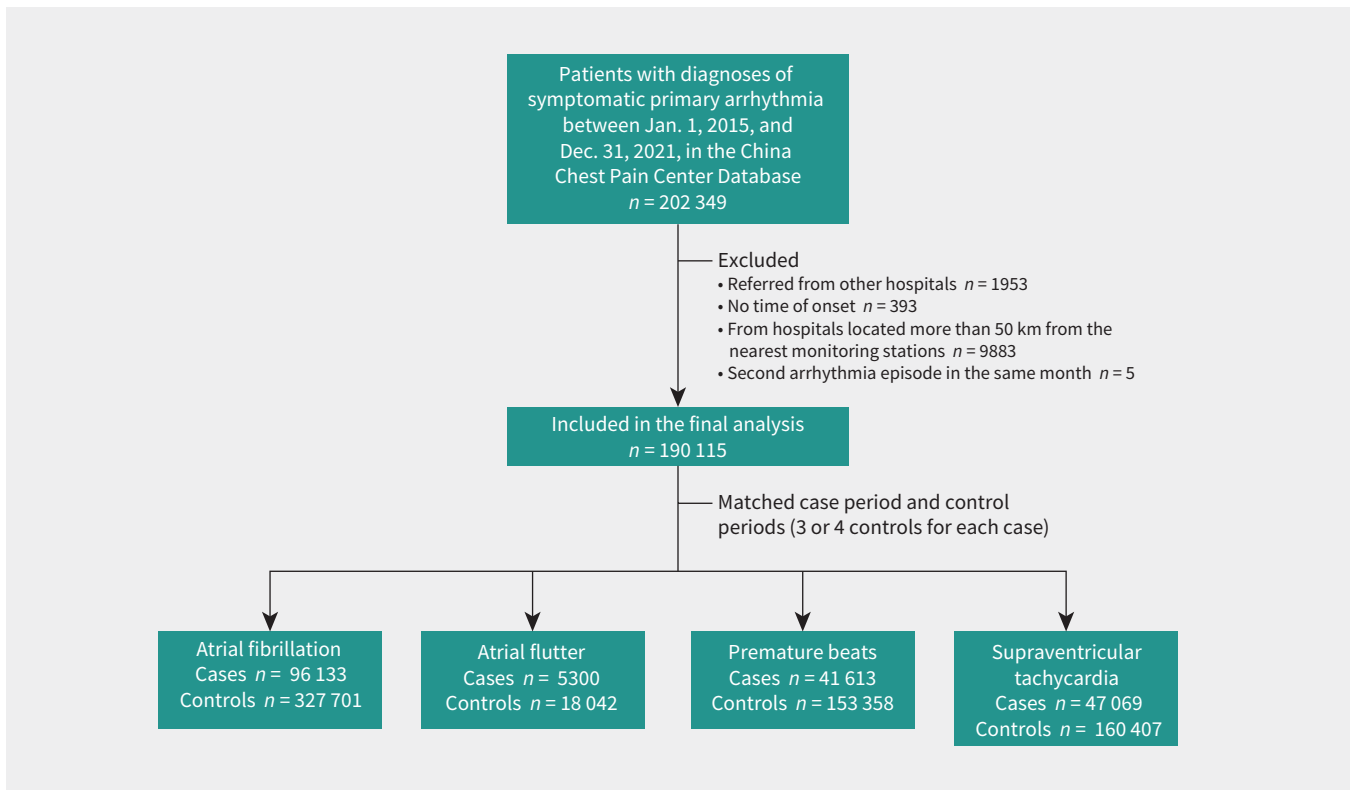 Patients with diagnoses of
symptomatic primary arrhythmia
between Jan. 1, 2015, and
Dec. 31, 2021, in the China
Chest Pain Center Database
n = 202 349
Excluded
• Referred from other hospitals n = 1953
• No time of onset n = 393
• From hospitals located more than 50 km from the
nearest monitoring stations n = 9883
• Second arrhythmia episode in the same month n = 5
Included in the final analysis
n = 190 115
Matched case period and control
periods (3 or 4 controls for each case)
Atrial fibrillation
Cases n = 96 133
Controls n = 327 701
Atrial flutter
Cases n = 5300
Controls n = 18 042
Premature beats
Cases n = 41 613
Controls n = 153 358
Supraventricular
tachycardia
Cases n = 47 069
Controls n = 160 407